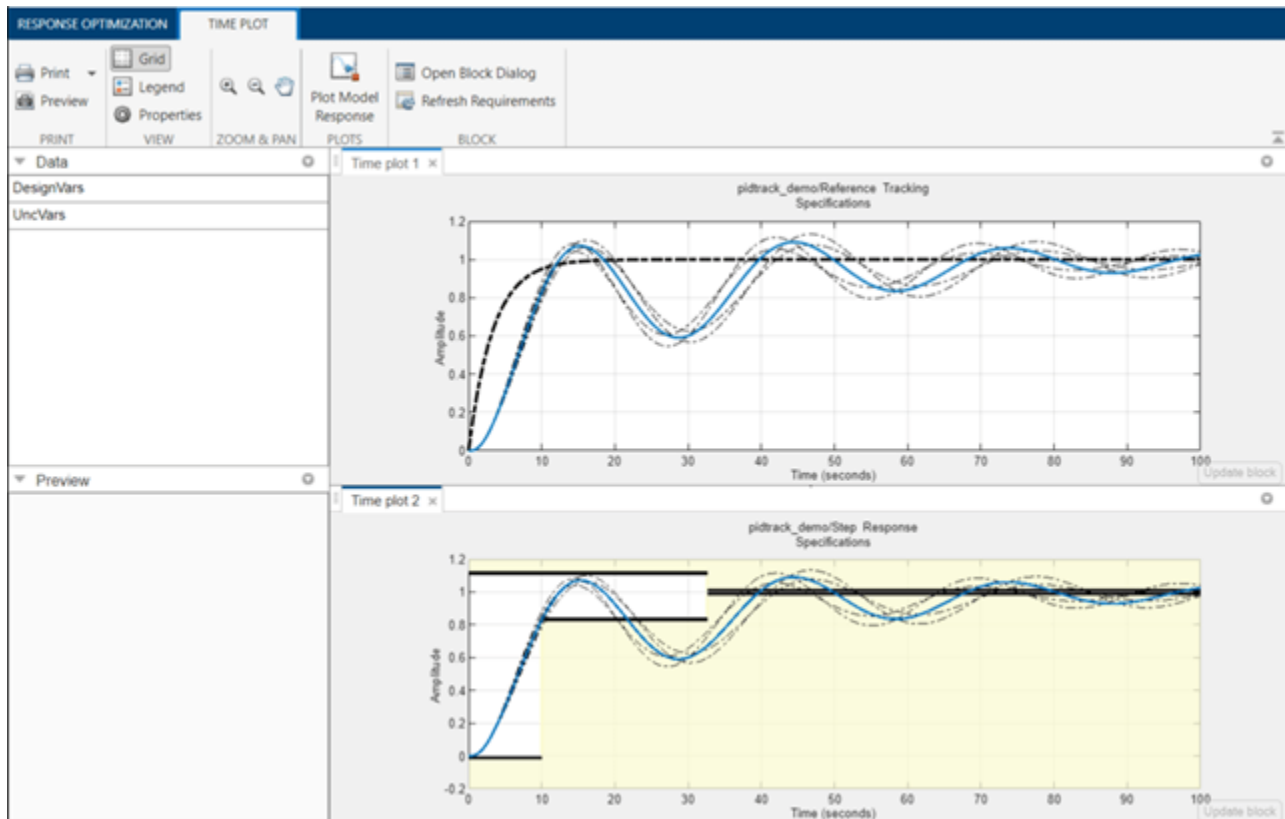 RESPONSE OPTIMIZATION TIME PLOT
Print
Preview
PRINT
Grid
Legend
Properties
VIEW
ZOOM & PAN
Plot Model
Response
PLOTS
Open Block Dialog
Refresh Requirements
BLOCK
Data
DesignVars
UncVars
Preview
Time plot 1
pidtrack_demo/Reference Tracking
Specifications
Amplitude
1.2
1
0.8
0.6
0.4
0.2
0
0 10 20 30 40 50 60 70 80 90 100
Time (seconds)
Update block
Time plot 2
pidtrack_demo/Step Response
Specifications
Amplitude
1.2
1
0.8
0.6
0.4
0.2
0
-0.2
0 10 20 30 40 50 60 70 80 90 100
Time (seconds)
Update block